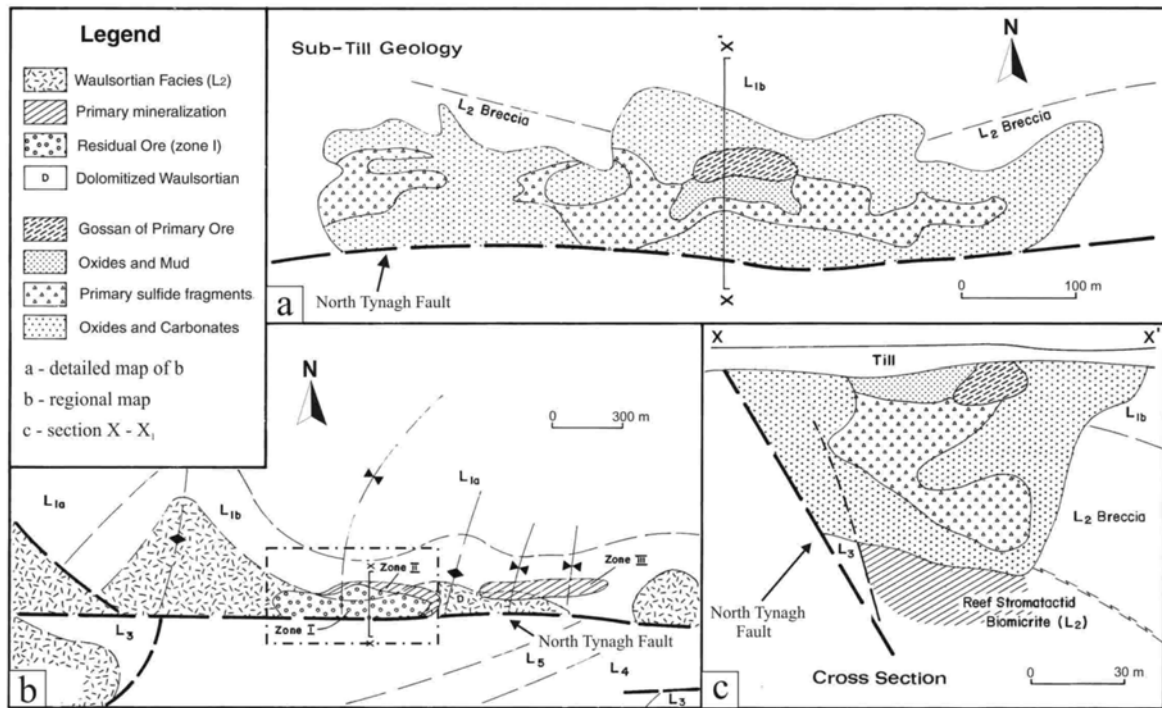 Legend
Waulsortian Facies (L2)
Primary mineralization
Residual Ore (zone I)
D
Dolomitized Waulsortian
Gossan of Primary Ore
Oxides and Mud
Primary sulfide fragments
Oxides and Carbonates
a - detailed map of b
b - regional map
c - section X - X1
Sub-Till Geology
X'
N
L1b
L2 Breccia
L2 Breccia
X
North Tynagh Fault
0 100 m
a
N
0 300 m
L1a
L1b
L1a
Zone II
Zone III
X
D
L3
Zone I
X
North Tynagh Fault
L5
L4
L3
b
X
X'
Till
L1b
L2 Breccia
L3
North Tynagh
Fault
Reef Stromatactid
Biomicrite (L2)
Cross Section
0 30 m
c